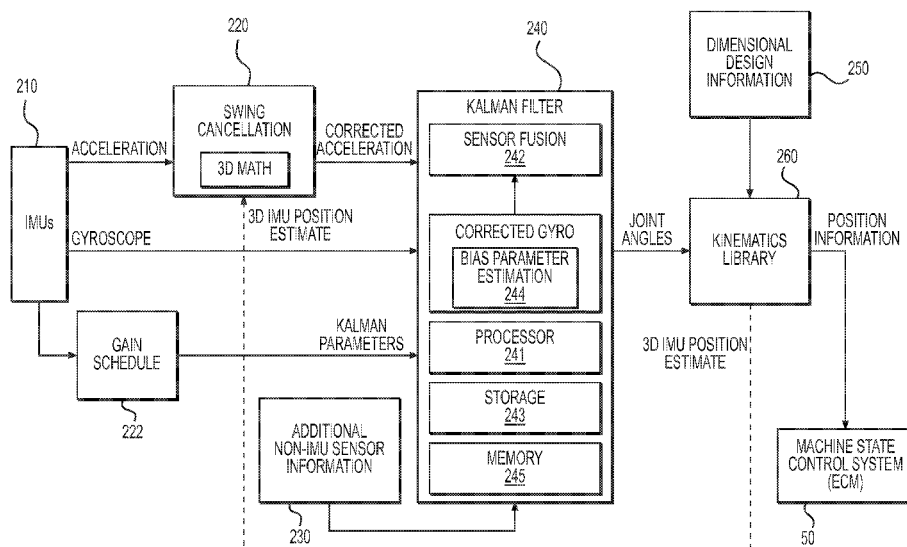 220
240
DIMENSIONAL
DESIGN
INFORMATION
250
210
SWING
CANCELLATION
3D MATH
ACCELERATION
CORRECTED
ACCELERATION
KALMAN FILTER
SENSOR FUSION
242
260
IMUs
3D IMU POSITION
ESTIMATE
GYROSCOPE
CORRECTED GYRO
BIAS PARAMETER
ESTIMATION
244
JOINT
ANGLES
KINEMATICS
LIBRARY
POSITION
INFORMATION
GAIN
SCHEDULE
222
KALMAN
PARAMETERS
PROCESSOR
241
3D IMU POSITION
ESTIMATE
STORAGE
243
ADDITIONAL
NON-IMU SENSOR
INFORMATION
230
MEMORY
245
MACHINE STATE
CONTROL SYSTEM
(ECM)
50